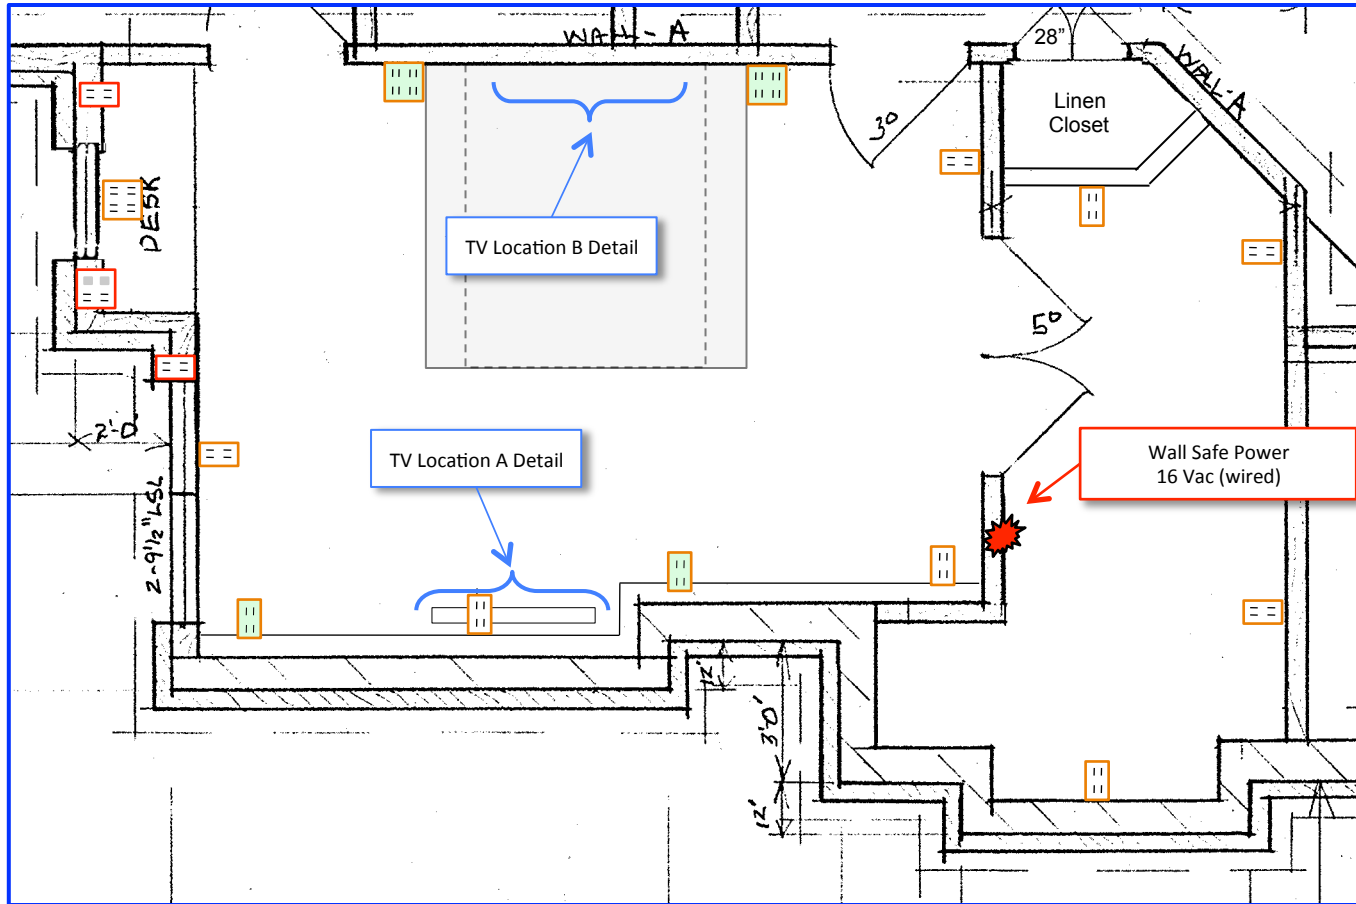 WALL-A
28"
WALL-A
Linen
Closet
3⁰
DESK
TV Location B Detail
5⁰
2'-0"
TV Location A Detail
Wall Safe Power
16 Vac (wired)
2-9½" LSL
12'
3'-0'
12'